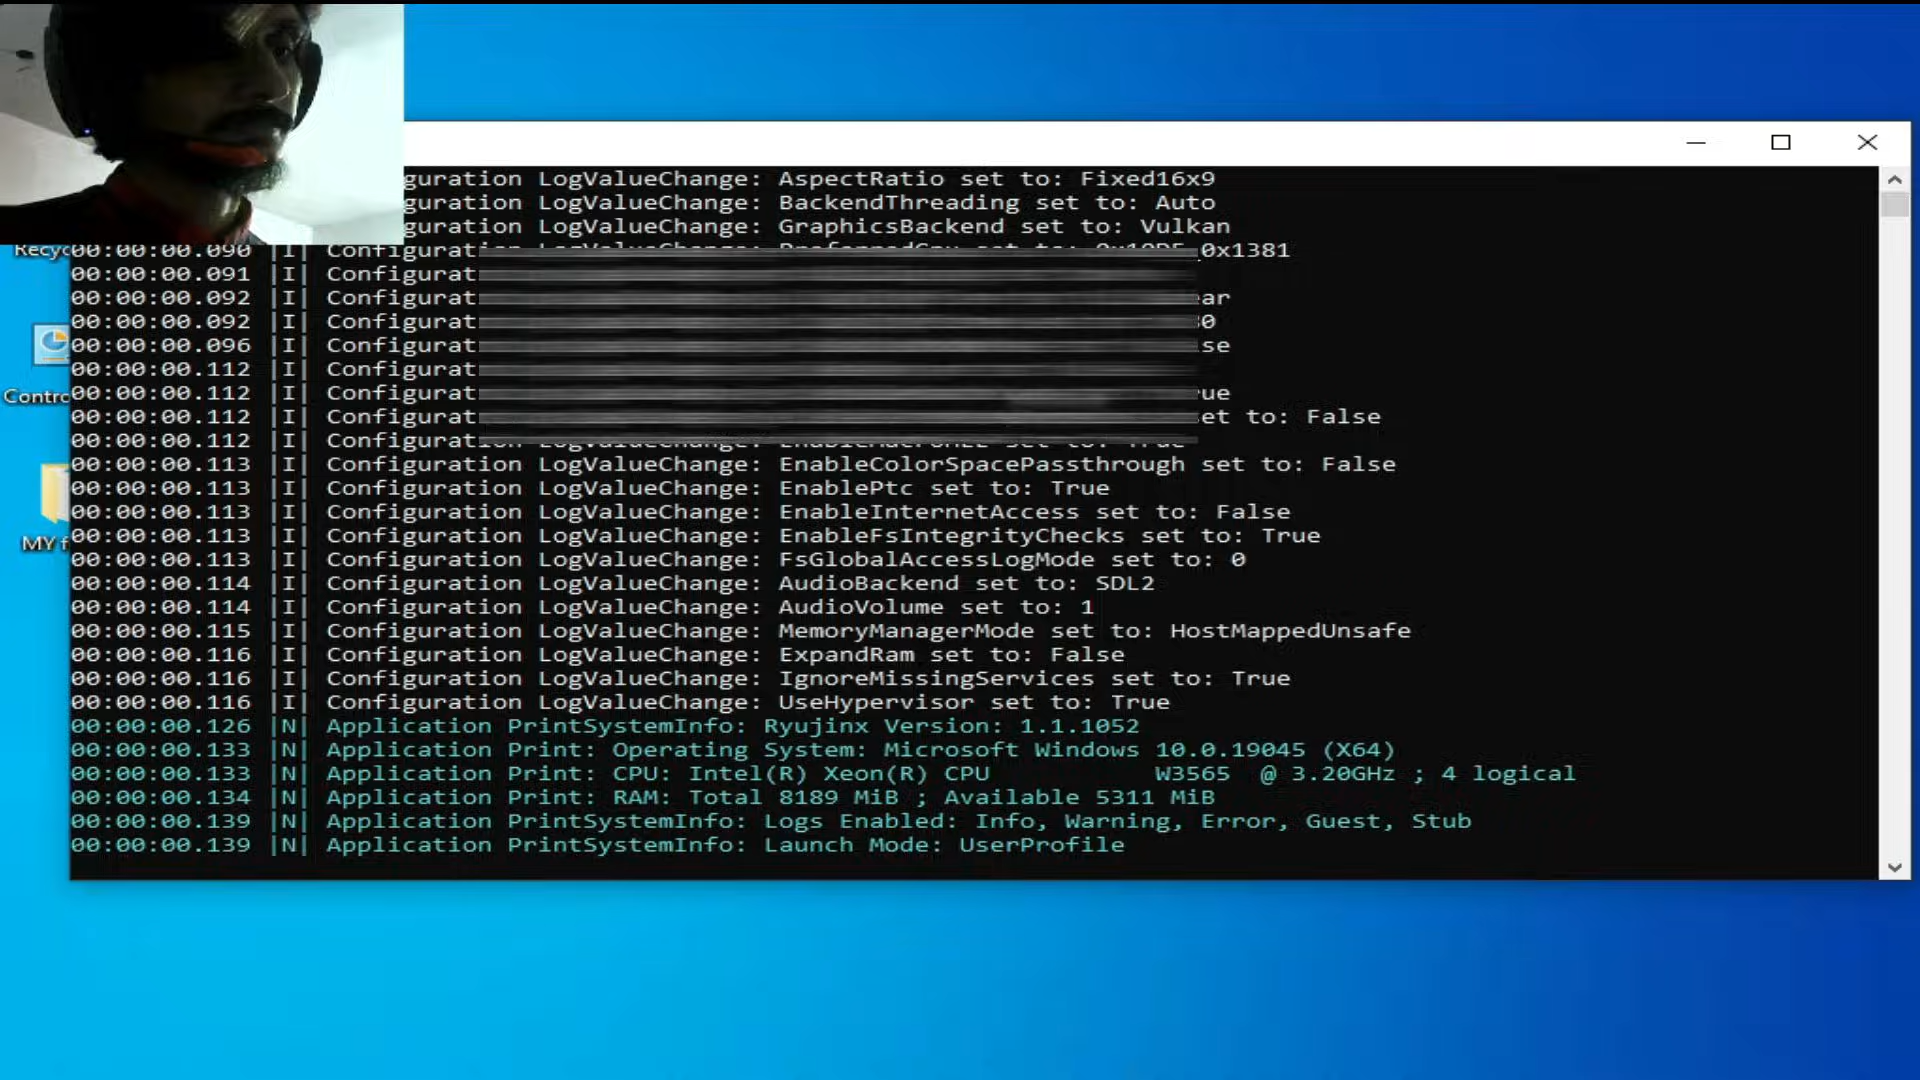 guration LogValueChange: AspectRatio set to: Fixed16x9
guration LogValueChange: BackendThreading set to: Auto
guration LogValueChange: GraphicsBackend set to: Vulkan
Recyc
00:00:00.090 |I| Configurat _0x1381
00:00:00.091 |I| Configurat
00:00:00.092 |I| Configurat ear
00:00:00.092 |I| Configurat
00:00:00.096 |I| Configurat se
00:00:00.112 |I| Configurat
Contro
00:00:00.112 |I| Configurat ue
00:00:00.112 |I| Configurat set to: False
00:00:00.112 |I| Configuration LogValueChange: set to: True
00:00:00.113 |I| Configuration LogValueChange: EnableColorSpacePassthrough set to: False
00:00:00.113 |I| Configuration LogValueChange: EnablePtc set to: True
00:00:00.113 |I| Configuration LogValueChange: EnableInternetAccess set to: False
MY f
00:00:00.113 |I| Configuration LogValueChange: EnableFsIntegrityChecks set to: True
00:00:00.113 |I| Configuration LogValueChange: FsGlobalAccessLogMode set to: 0
00:00:00.114 |I| Configuration LogValueChange: AudioBackend set to: SDL2
00:00:00.114 |I| Configuration LogValueChange: AudioVolume set to: 1
00:00:00.115 |I| Configuration LogValueChange: MemoryManagerMode set to: HostMappedUnsafe
00:00:00.116 |I| Configuration LogValueChange: ExpandRam set to: False
00:00:00.116 |I| Configuration LogValueChange: IgnoreMissingServices set to: True
00:00:00.116 |I| Configuration LogValueChange: UseHypervisor set to: True
00:00:00.126 |N| Application PrintSystemInfo: Ryujinx Version: 1.1.1052
00:00:00.133 |N| Application Print: Operating System: Microsoft Windows 10.0.19045 (X64)
00:00:00.133 |N| Application Print: CPU: Intel(R) Xeon(R) CPU W3565 @ 3.20GHz ; 4 logical
00:00:00.134 |N| Application Print: RAM: Total 8189 MiB ; Available 5311 MiB
00:00:00.139 |N| Application PrintSystemInfo: Logs Enabled: Info, Warning, Error, Guest, Stub
00:00:00.139 |N| Application PrintSystemInfo: Launch Mode: UserProfile